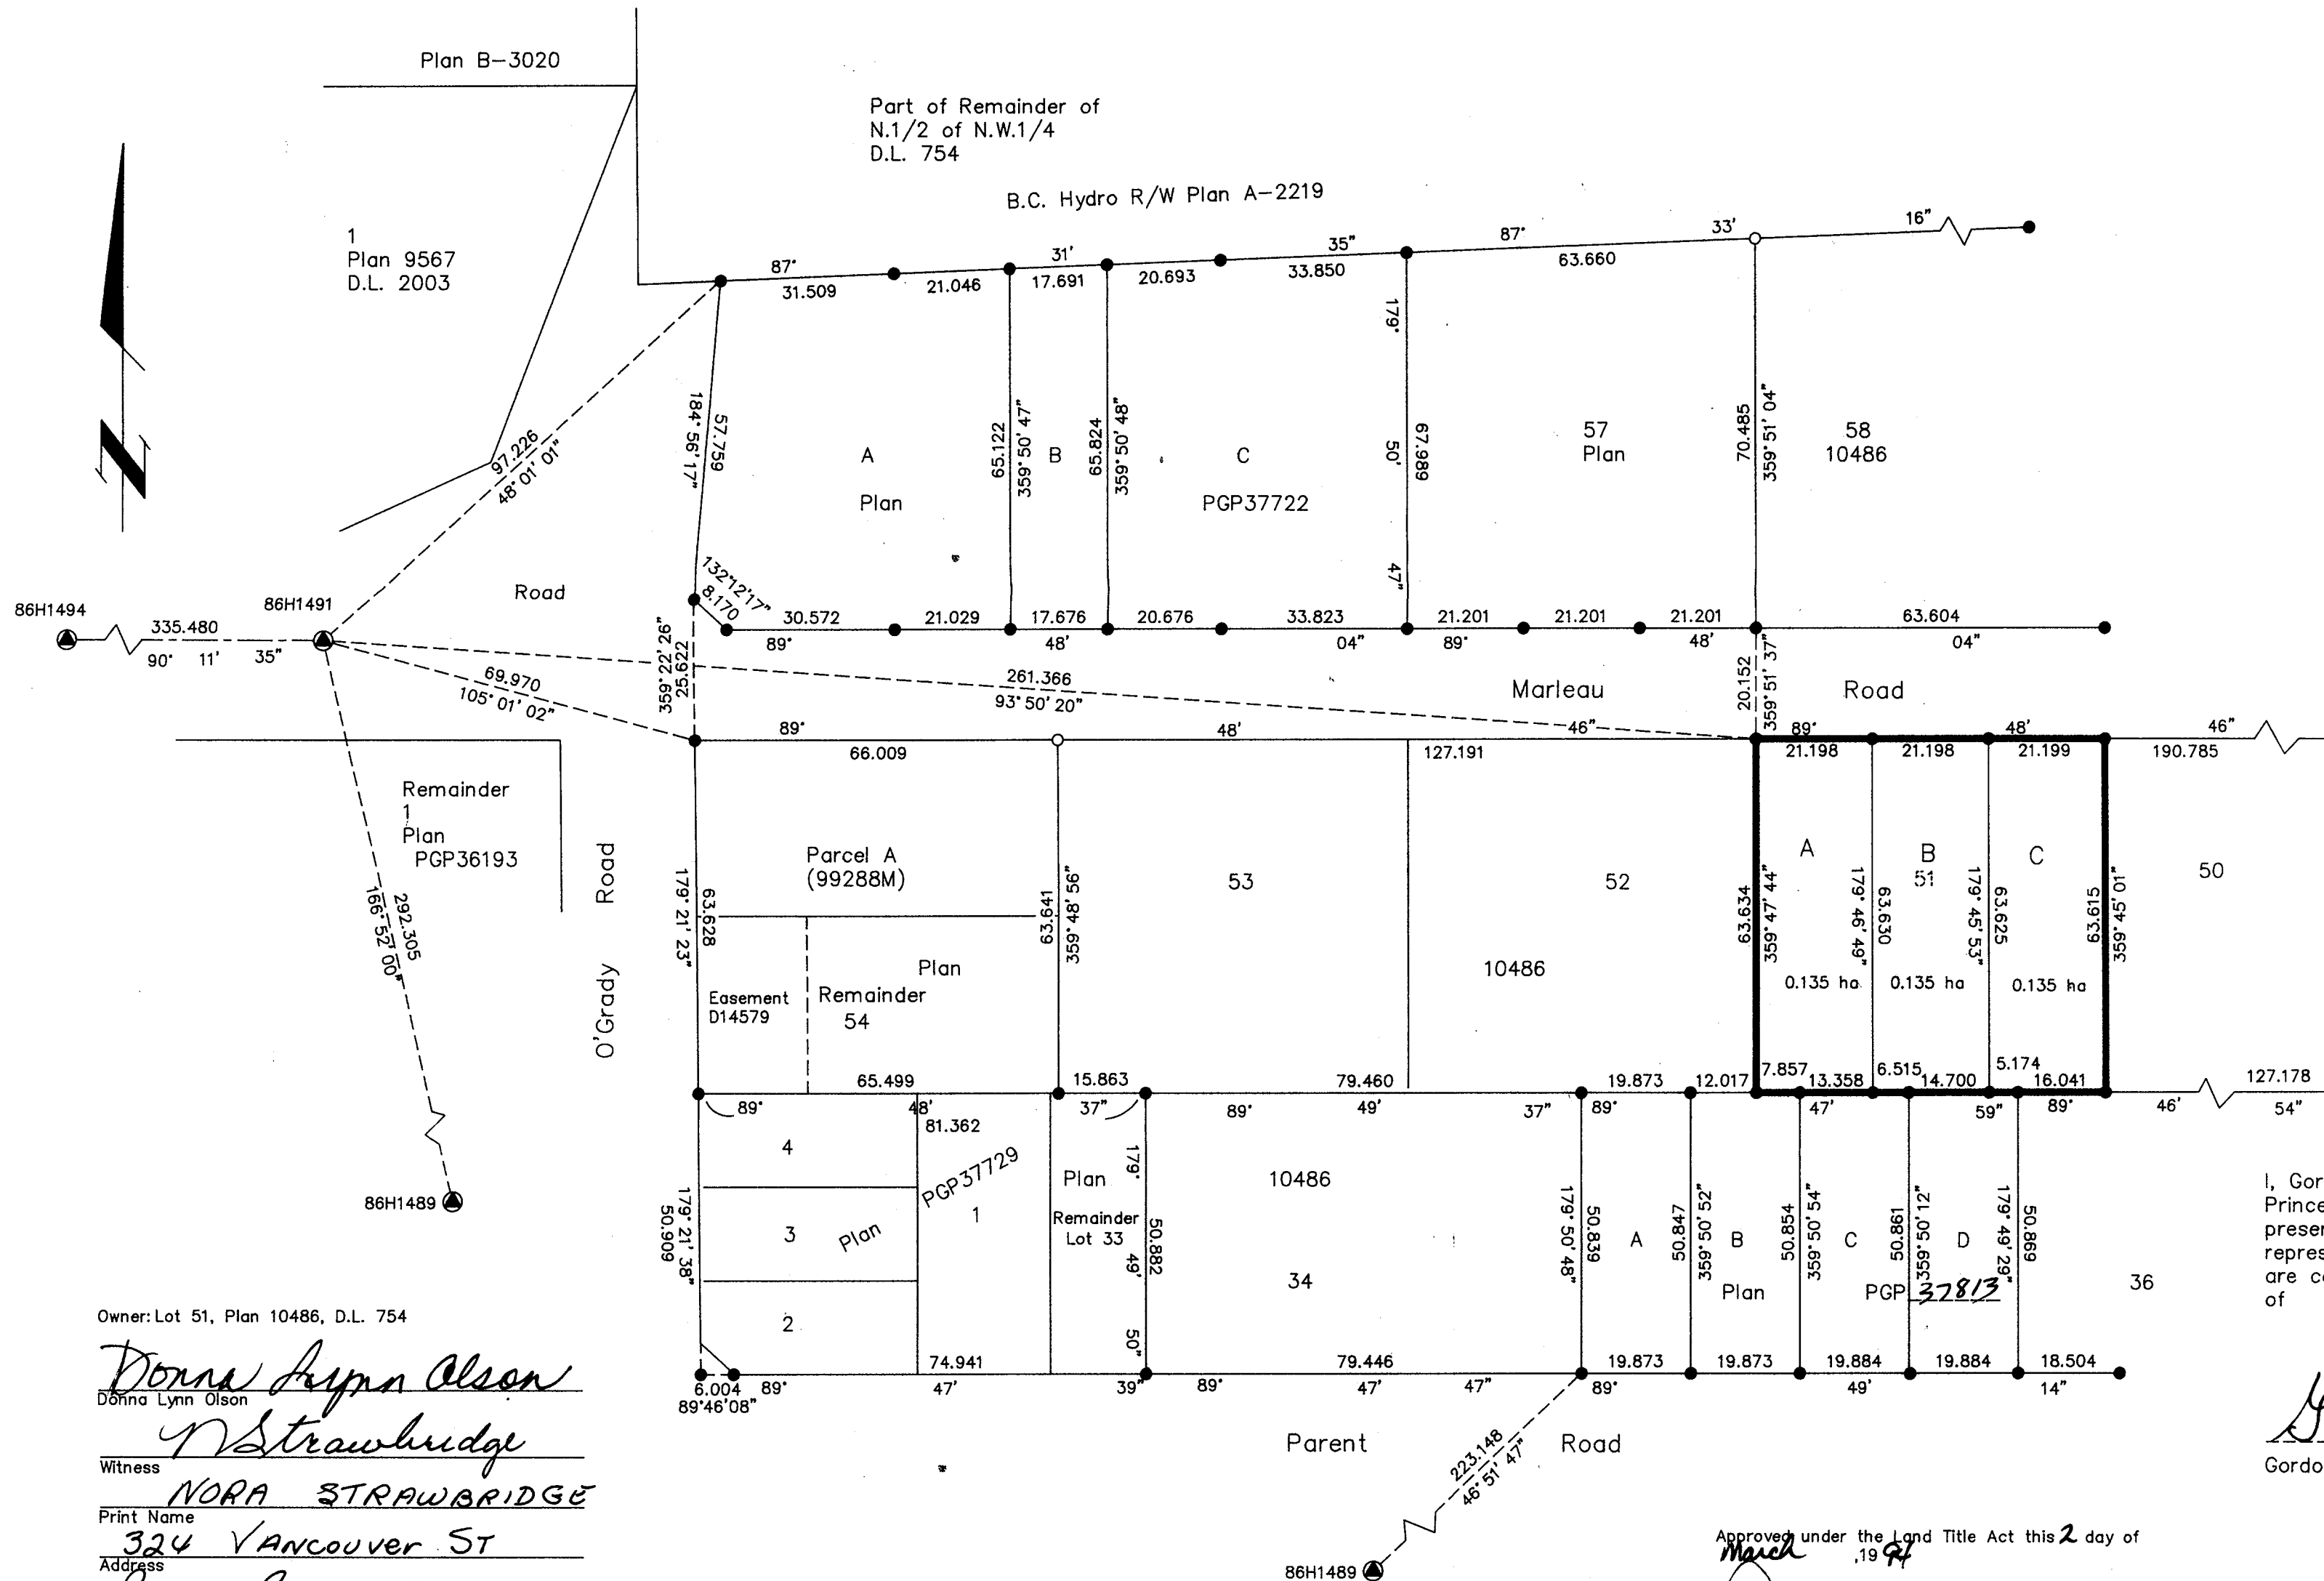 Plan B-3020
Part of Remainder of
N.1/2 of N.W.1/4
D.L. 754
B.C. Hydro R/W Plan A-2219
1
Plan 9567
D.L. 2003
87° 31' 35" 87° 33' 16"
31.509 21.046 17.691 20.693 33.850 63.660
97.226
48° 01' 01"
184° 56' 17"
57.759
A
Plan
65.122
359° 50' 47"
B
65.824
359° 50' 48"
C
PGP37722
179° 50' 47"
67.989
57
Plan
70.485
359° 51' 04"
58
10486
132°12'17"
8.170
Road
86H1494
335.480
90° 11' 35"
86H1491
30.572 21.029 17.676 20.676 33.823 21.201 21.201 21.201 63.604
89° 48' 04" 89° 48' 04"
359° 22' 26"
25.622
69.970
105° 01' 02"
261.366
93° 50' 20"
Marleau Road
20.152
359° 51' 37"
89° 48' 46" 89° 48' 46"
66.009 127.191 21.198 21.198 21.199 190.785
Remainder
1
Plan
PGP36193
O'Grady Road
292.305
166° 52' 00"
179° 21' 23"
63.628
Parcel A
(99288M)
63.641
359° 48' 56"
53
52
10486
Plan
Easement
D14579
Remainder
54
63.634
359° 47' 44"
A
179° 46' 49"
63.630
B
51
179° 45' 53"
63.625
C
63.615
359° 45' 01"
50
0.135 ha 0.135 ha 0.135 ha
65.499 15.863 79.460 19.873 12.017 7.857 13.358 6.515 14.700 5.174 16.041 127.178
89° 48' 37" 89° 49' 37" 89° 47' 59" 89° 46' 54"
81.362
4
3
2
Plan
PGP37729
1
179° 21' 38"
50.909
Plan
Remainder
Lot 33
179° 49' 50"
50.882
10486
34
179° 50' 48"
50.839
A
50.847
359° 50' 52"
B
50.854
359° 50' 54"
C
50.861
359° 50' 12"
D
179° 49' 29"
50.869
Plan PGP 37813
36
86H1489
74.941 79.446 19.873 19.873 19.884 19.884 18.504
6.004 89° 47' 39" 89° 47' 47" 89° 49' 14"
89°46'08"
Parent Road
223.148
46° 51' 47"
86H1489
I, Gor
Prince
presen
repres
are c
of
Gordo
Owner: Lot 51, Plan 10486, D.L. 754
Donna Lynn Olson
Donna Lynn Olson
N Strawbridge
Witness
NORA STRAWBRIDGE
Print Name
324 VANCOUVER ST
Address
Approved under the Land Title Act this 2 day of
March ,19 94